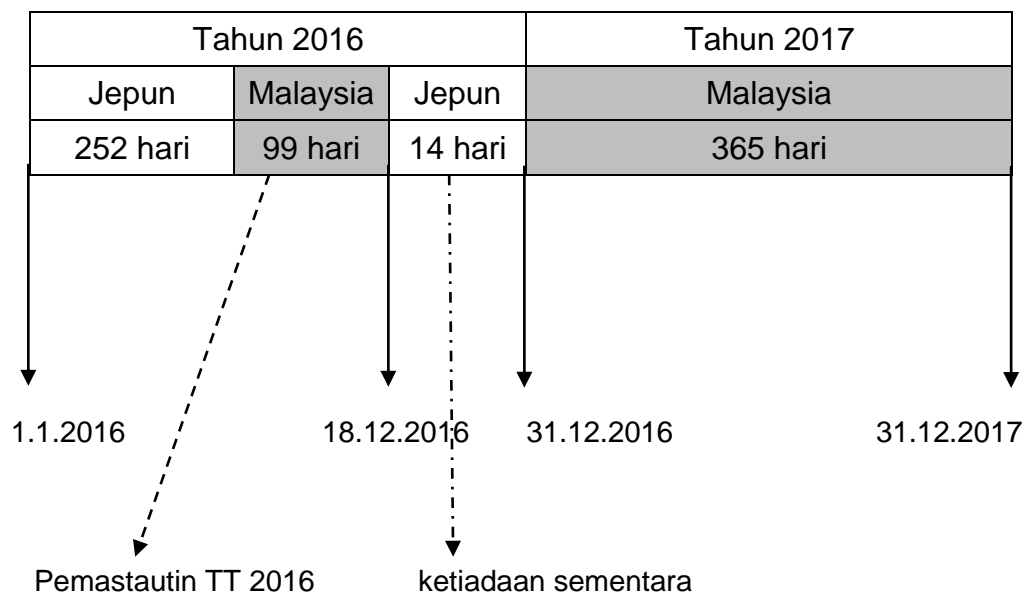 Tahun 2016 Tahun 2017
Jepun Malaysia Jepun Malaysia
252 hari 99 hari 14 hari 365 hari
1.1.2016 18.12.2016 31.12.2016 31.12.2017
Pemastautin TT 2016 ketiadaan sementara